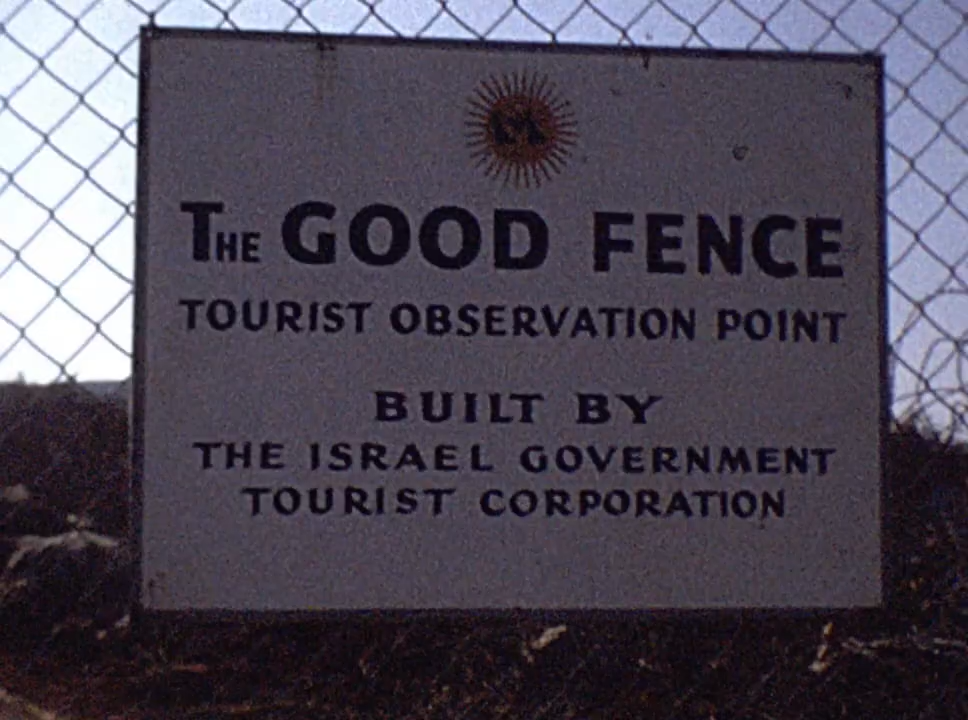 THE GOOD FENCE
TOURIST OBSERVATION POINT
BUILT BY
THE ISRAEL GOVERNMENT
TOURIST CORPORATION